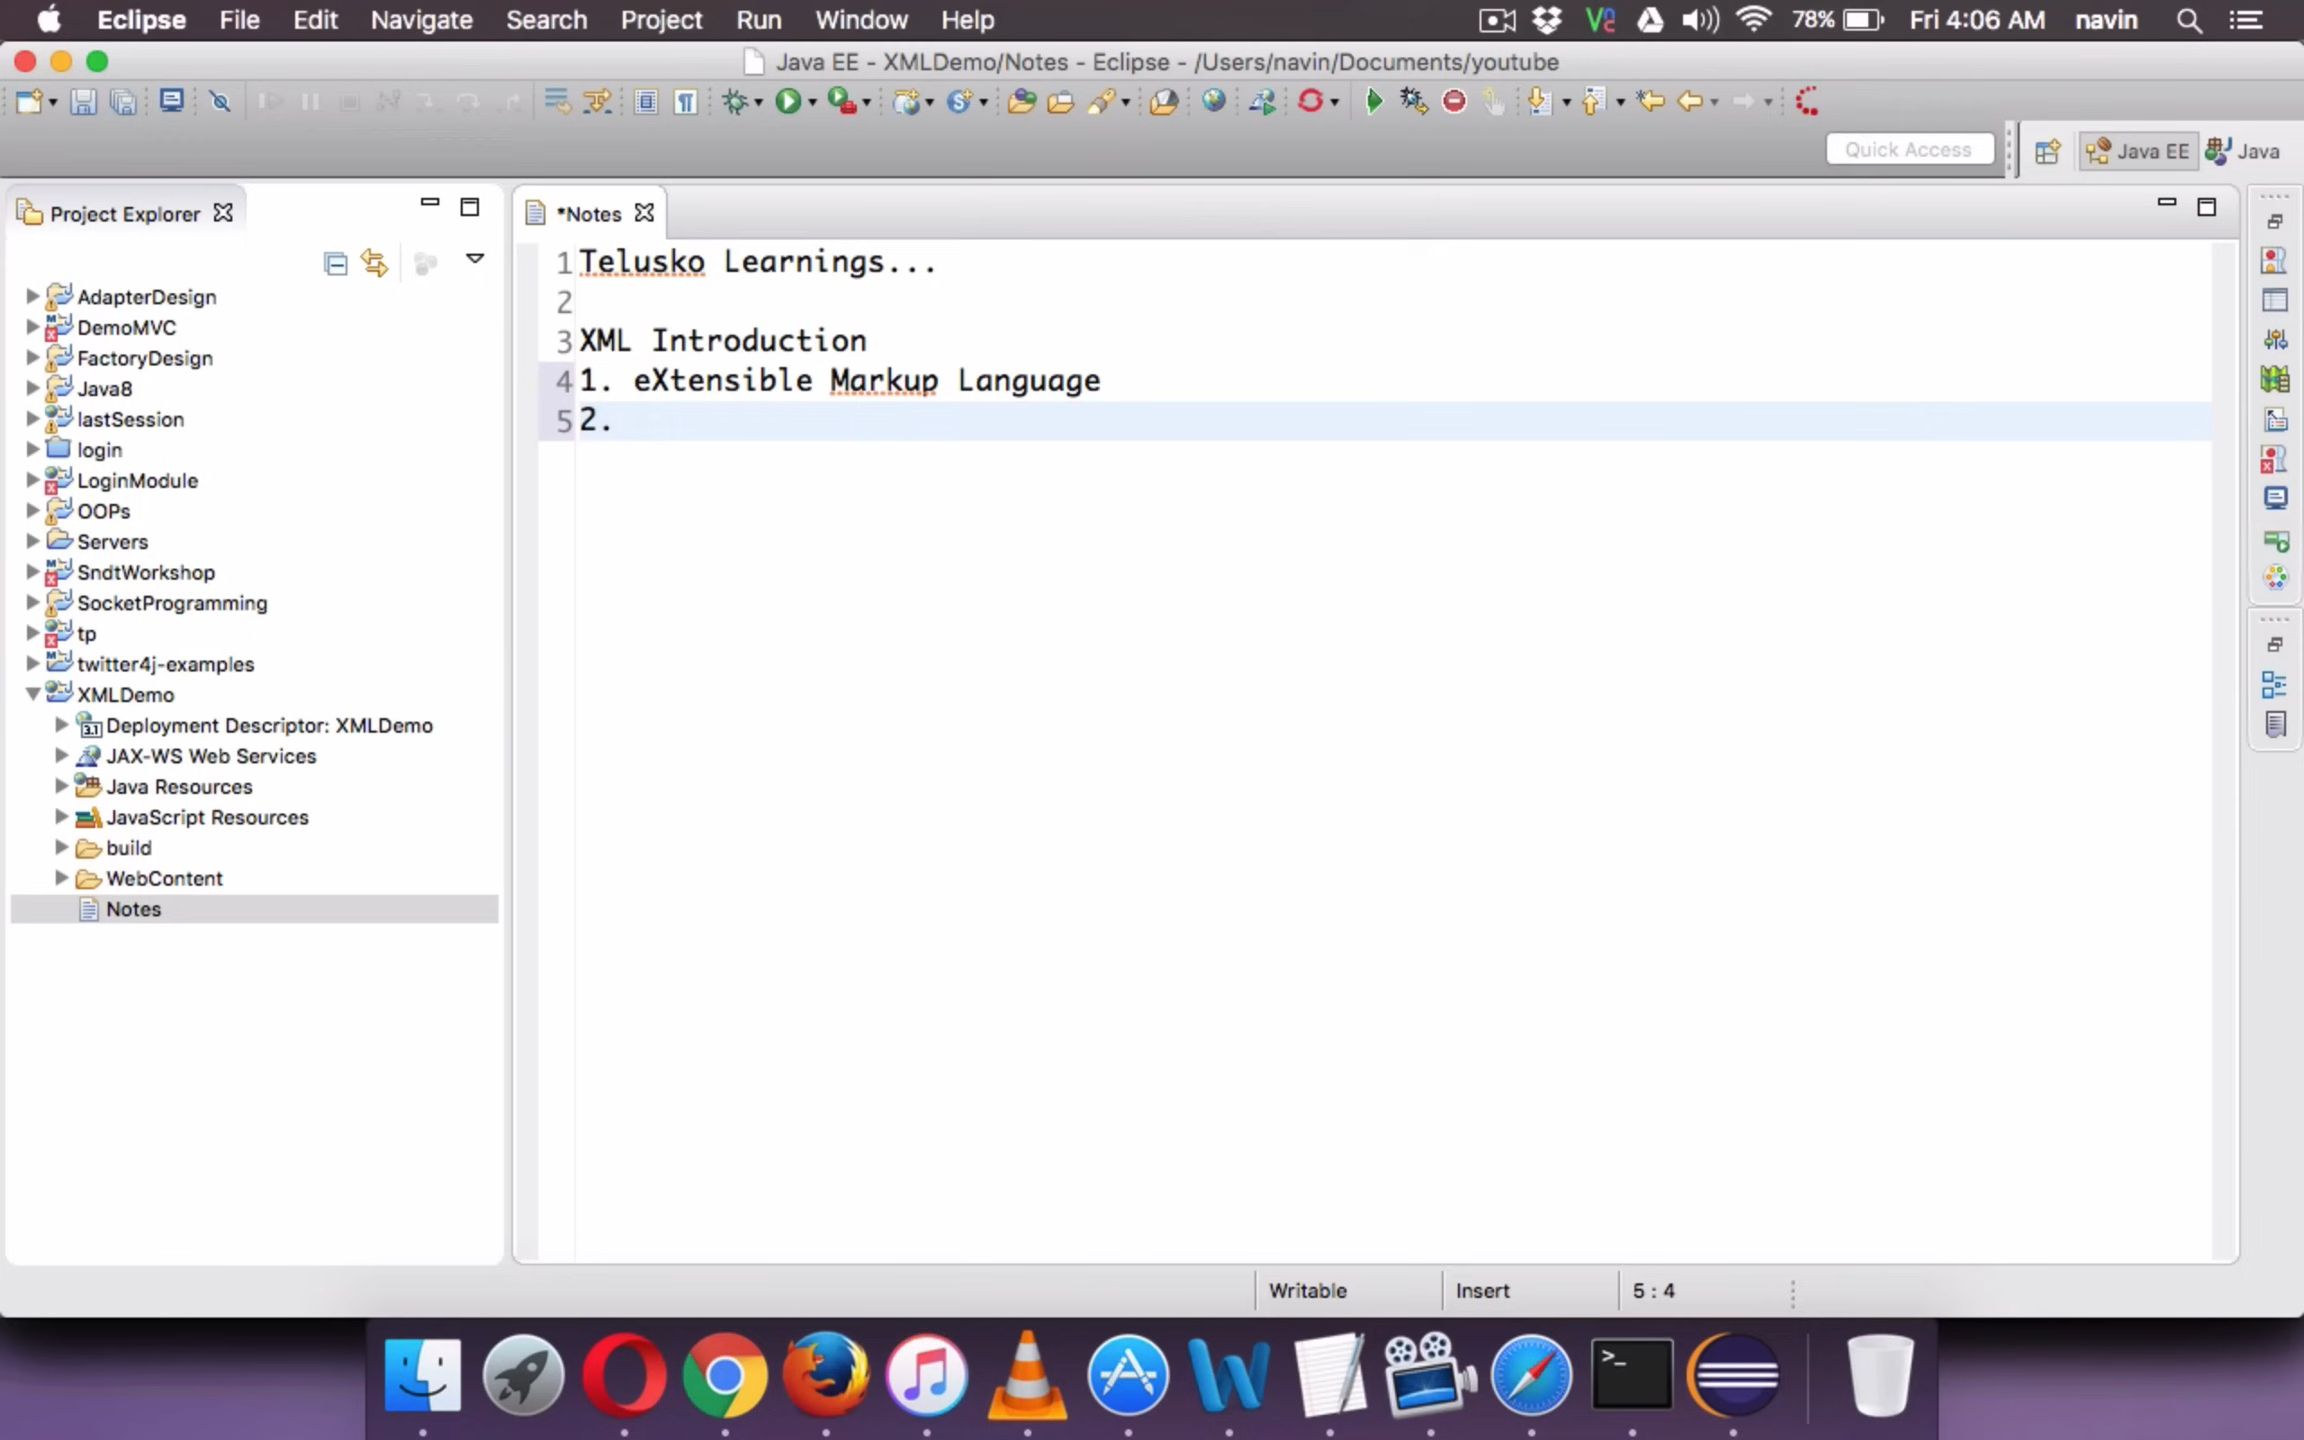 Eclipse File Edit Navigate Search Project Run Window Help 78% Fri 4:06 AM navin
Java EE - XMLDemo/Notes - Eclipse - /Users/navin/Documents/youtube
Quick Access Java EE Java
Project Explorer
*Notes
AdapterDesign
DemoMVC
FactoryDesign
Java8
lastSession
login
LoginModule
OOPs
Servers
SndtWorkshop
SocketProgramming
tp
twitter4j-examples
XMLDemo
Deployment Descriptor: XMLDemo
JAX-WS Web Services
Java Resources
JavaScript Resources
build
WebContent
Notes
1 Telusko Learnings...
2
3 XML Introduction
4 1. eXtensible Markup Language
5 2.
Writable Insert 5 : 4